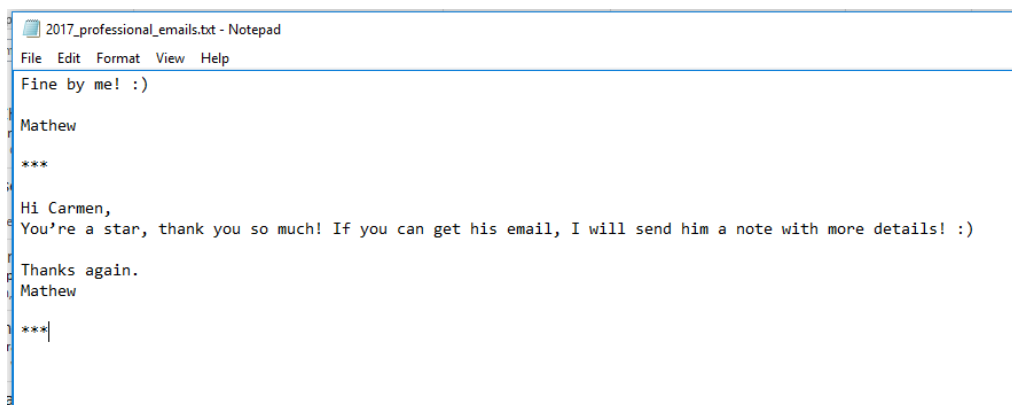 2017_professional_emails.txt - Notepad
File Edit Format View Help
Fine by me! :)
Mathew
***
Hi Carmen,
You’re a star, thank you so much! If you can get his email, I will send him a note with more details! :)
Thanks again.
Mathew
***